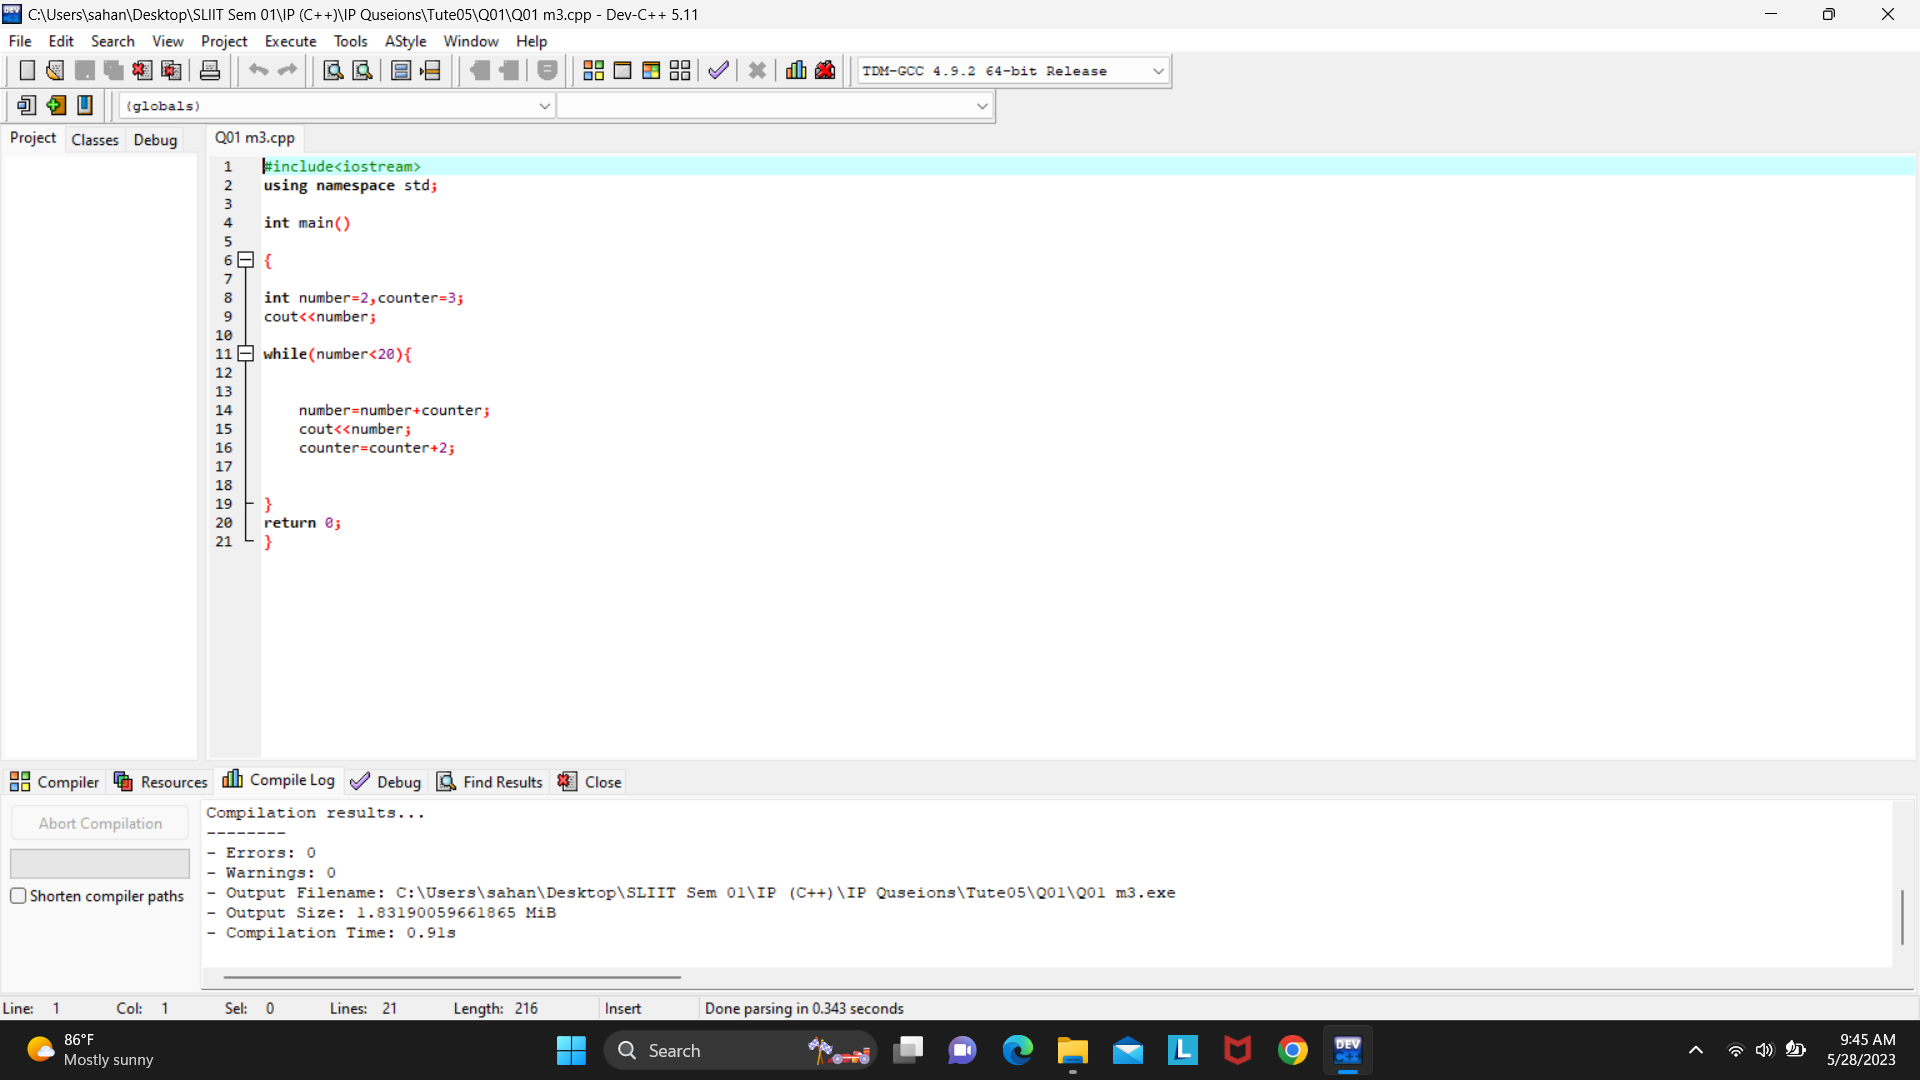 C:\Users\sahan\Desktop\SLIIT Sem 01\IP (C++)\IP Quseions\Tute05\Q01\Q01 m3.cpp - Dev-C++ 5.11
File Edit Search View Project Execute Tools AStyle Window Help
TDM-GCC 4.9.2 64-bit Release
(globals)
Project Classes Debug Q01 m3.cpp
1 #include<iostream>
2 using namespace std;
3
4 int main()
5
6 {
7
8 int number=2,counter=3;
9 cout<<number;
10
11 while(number<20){
12
13
14 number=number+counter;
15 cout<<number;
16 counter=counter+2;
17
18
19 }
20 return 0;
21 }
Compiler Resources Compile Log Debug Find Results Close
Abort Compilation
Shorten compiler paths
Compilation results...
--------
- Errors: 0
- Warnings: 0
- Output Filename: C:\Users\sahan\Desktop\SLIIT Sem 01\IP (C++)\IP Quseions\Tute05\Q01\Q01 m3.exe
- Output Size: 1.83190059661865 MiB
- Compilation Time: 0.91s
Line: 1 Col: 1 Sel: 0 Lines: 21 Length: 216 Insert Done parsing in 0.343 seconds
86°F
Mostly sunny
Search
L
DEV
C++
9:45 AM
5/28/2023